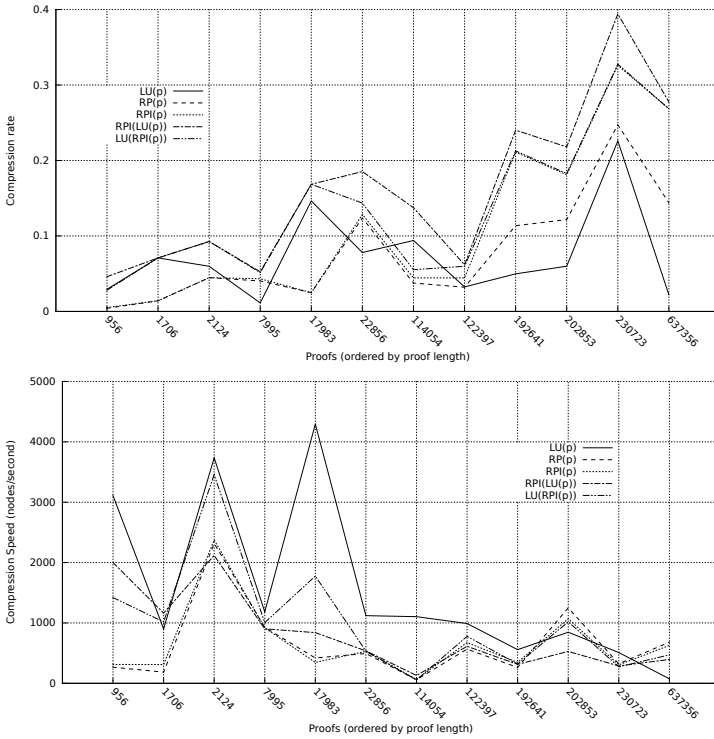 0.4
0.3
0.2
0.1
0
Compression rate
LU(p)
RP(p)
RPI(p)
RPI(LU(p))
LU(RPI(p))
956
1706
2124
7995
17983
22856
114054
122397
192641
202853
230723
637356
Proofs (ordered by proof length)
5000
4000
3000
2000
1000
0
Compression Speed (nodes/second)
LU(p)
RP(p)
RPI(p)
RPI(LU(p))
LU(RPI(p))
956
1706
2124
7995
17983
22856
114054
122397
192641
202853
230723
637356
Proofs (ordered by proof length)